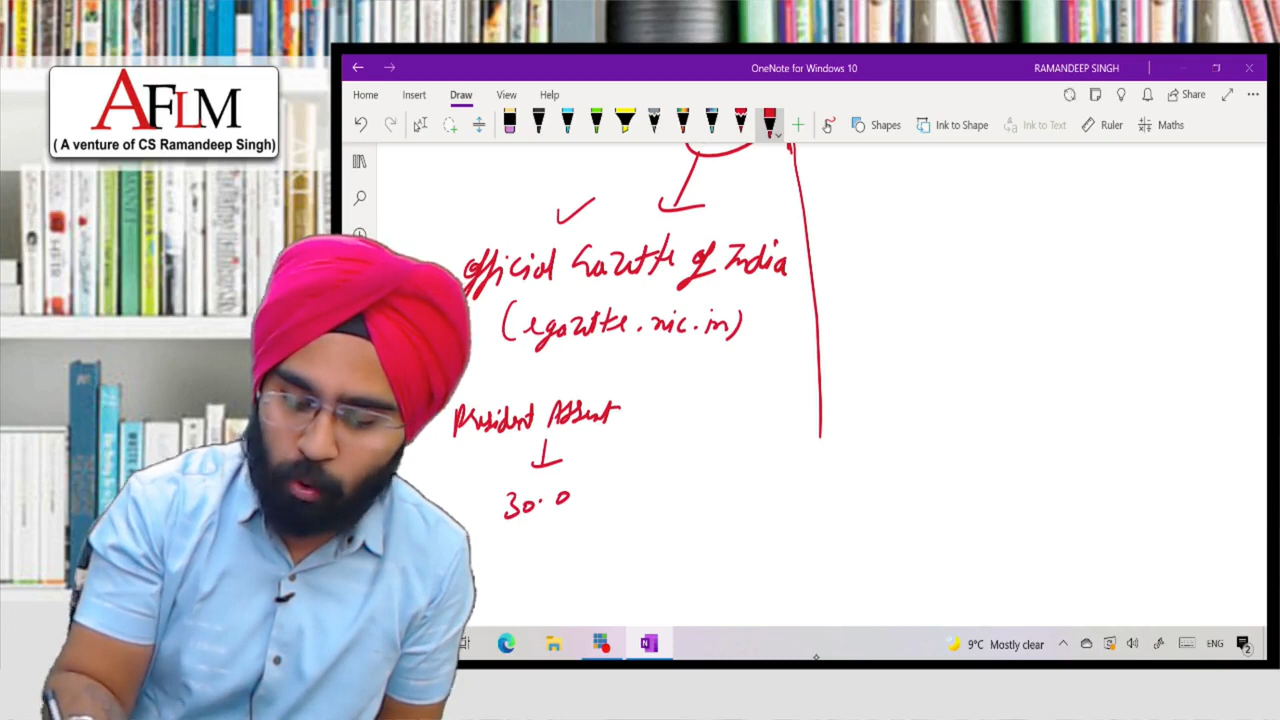 AFLM
( A venture of CS Ramandeep Singh)
OneNote for Windows 10
RAMANDEEP SINGH
Home Insert Draw View Help
Share
Shapes Ink to Shape Ink to Text Ruler Maths
Official Gazette of India
(egazette.nic.in)
President Assent
30.0
9°C Mostly clear
ENG
2